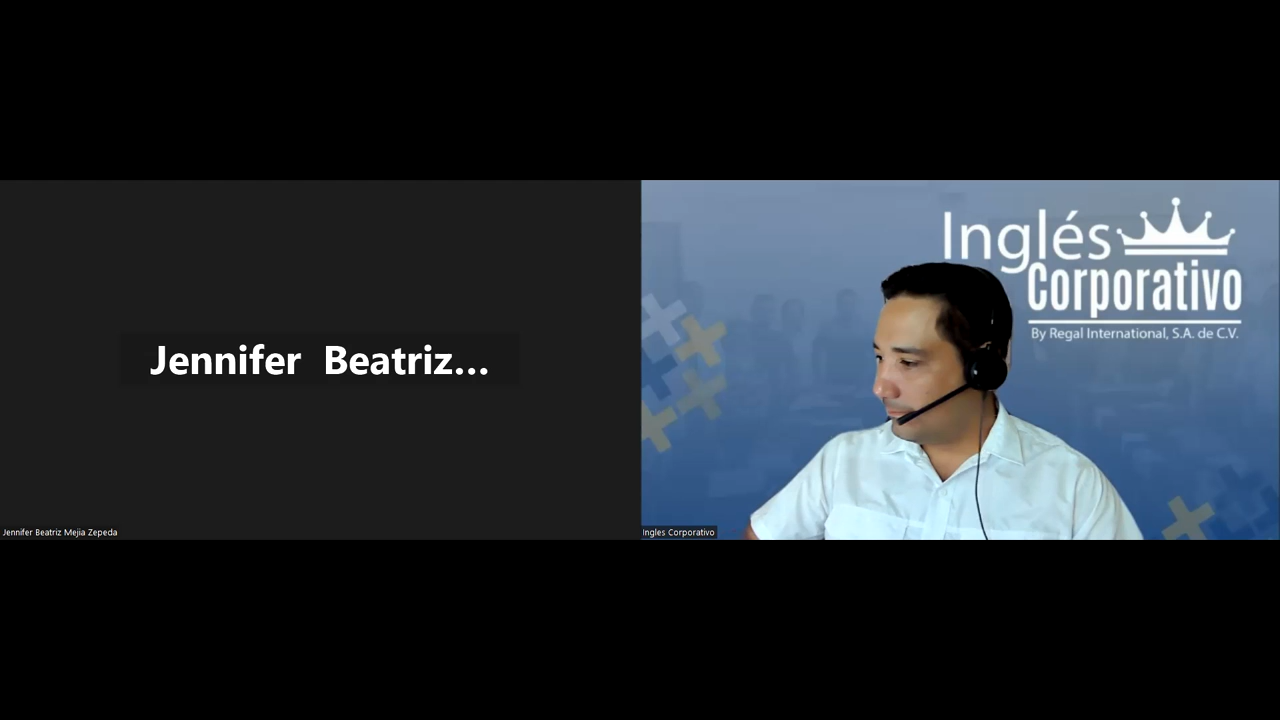 Jennifer Beatriz...
Jennifer Beatriz Mejia Zepeda
Inglés
Corporativo
By Regal International, S.A. de C.V.
Ingles Corporativo